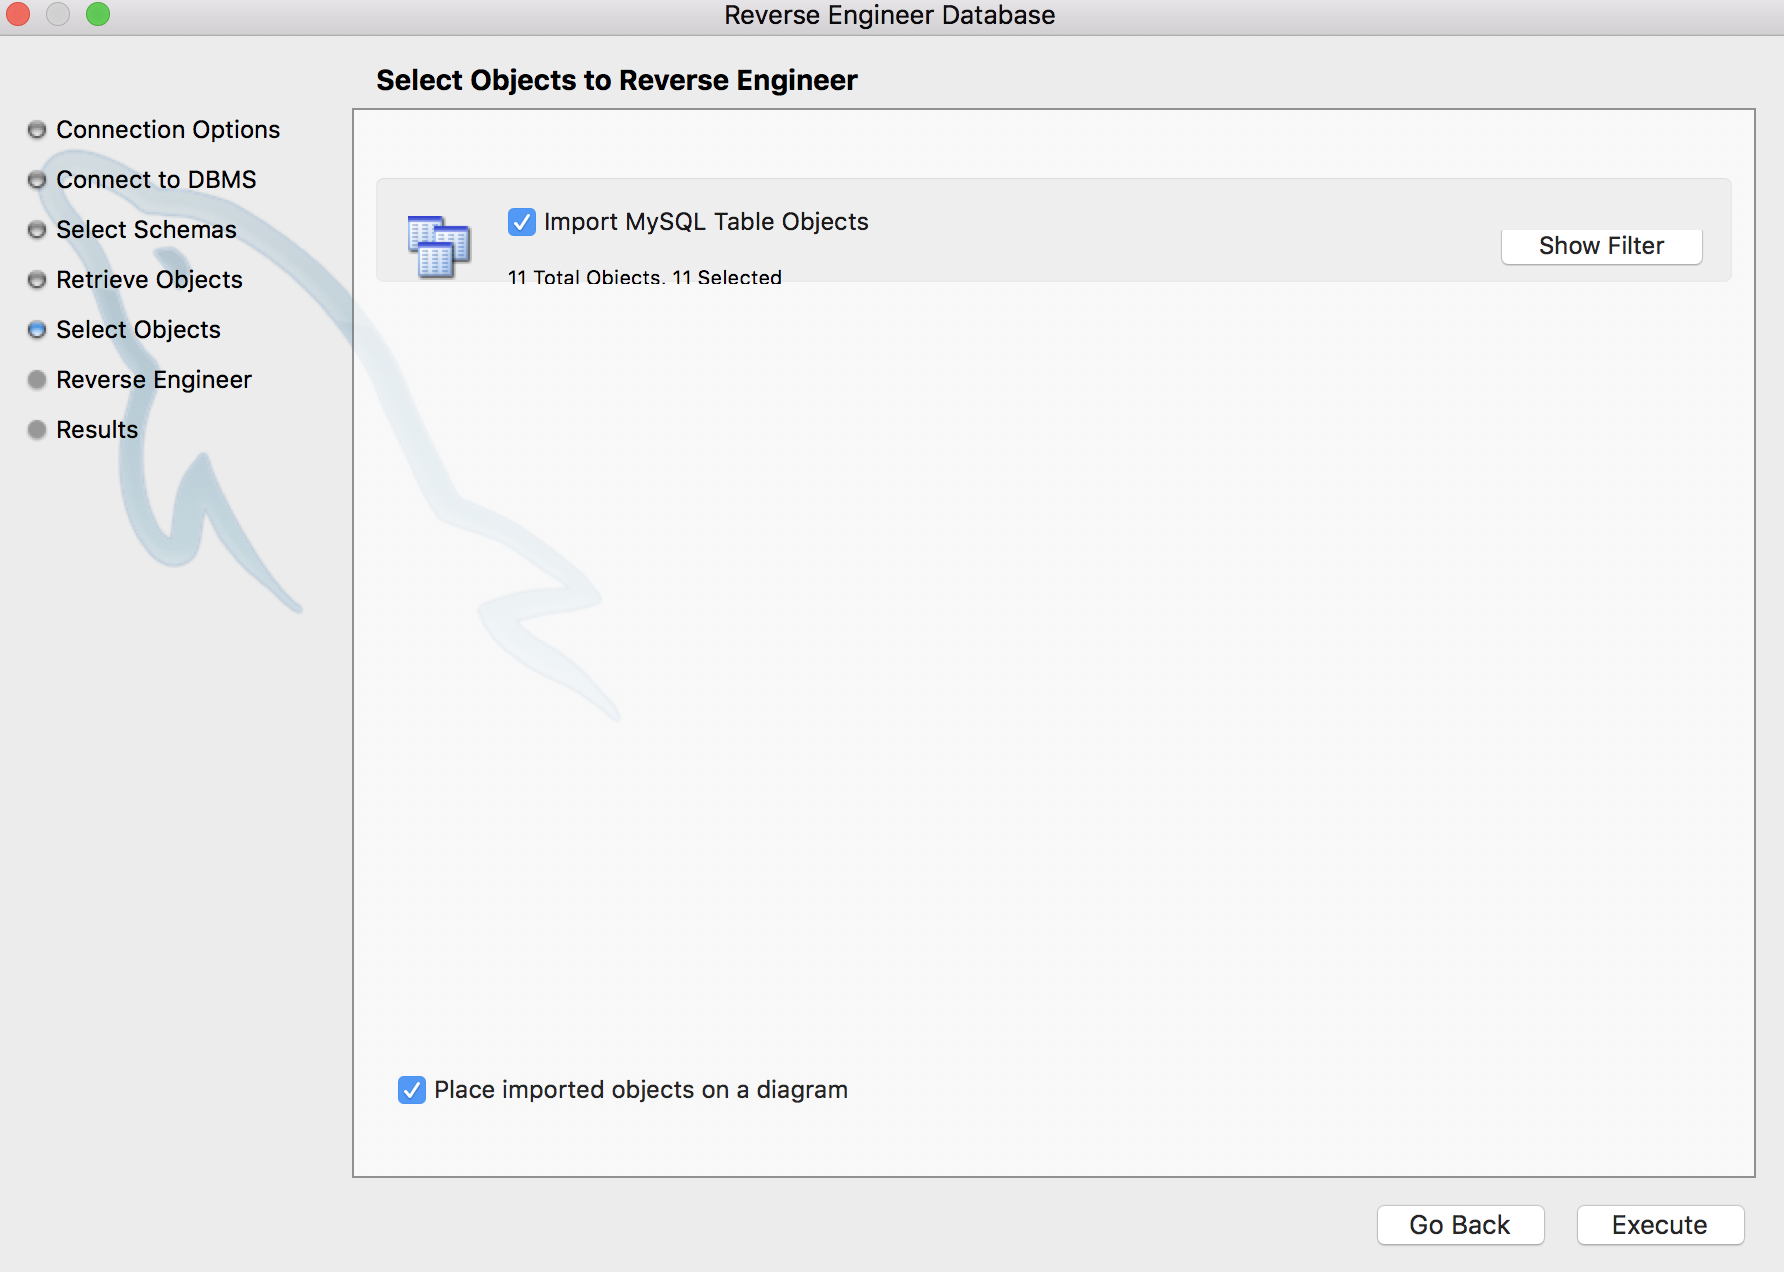 Reverse Engineer Database
Connection Options
Connect to DBMS
Select Schemas
Retrieve Objects
Select Objects
Reverse Engineer
Results
Select Objects to Reverse Engineer
Import MySQL Table Objects
11 Total Objects, 11 Selected
Show Filter
Place imported objects on a diagram
Go Back
Execute